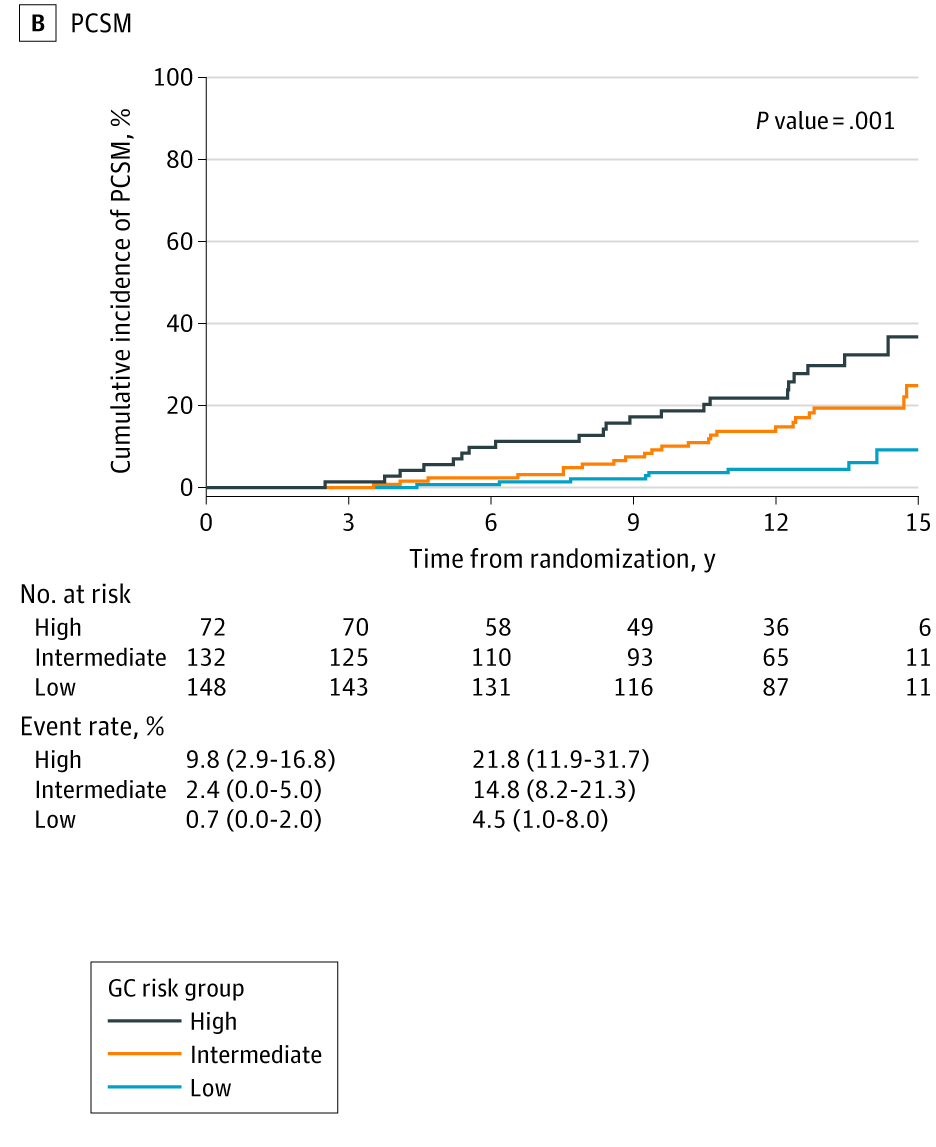 B PCSM
100
80
60
40
20
0
Cumulative incidence of PCSM, %
P value = .001
0 3 6 9 12 15
Time from randomization, y
No. at risk
High 72 70 58 49 36 6
Intermediate 132 125 110 93 65 11
Low 148 143 131 116 87 11
Event rate, %
High 9.8 (2.9-16.8) 21.8 (11.9-31.7)
Intermediate 2.4 (0.0-5.0) 14.8 (8.2-21.3)
Low 0.7 (0.0-2.0) 4.5 (1.0-8.0)
GC risk group
High
Intermediate
Low